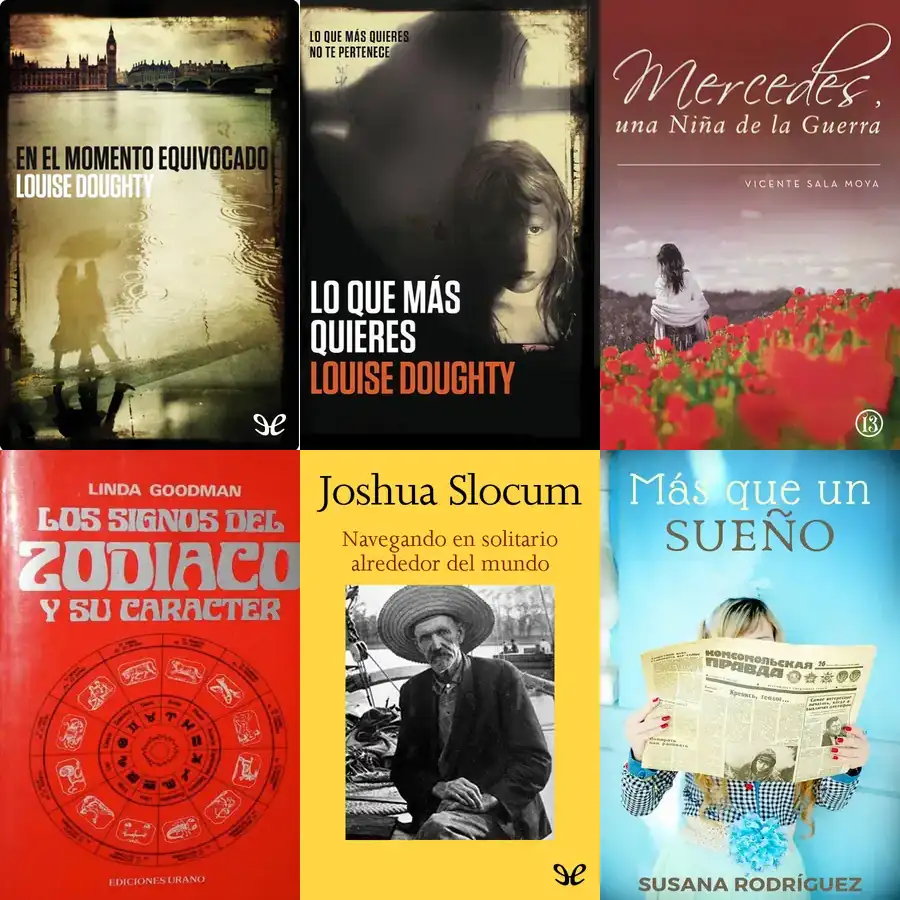 EN EL MOMENTO EQUIVOCADO
LOUISE DOUGHTY
LO QUE MÁS QUIERES
NO TE PERTENECE
LO QUE MÁS
QUIERES
LOUISE DOUGHTY
Mercedes,
una Niña de la Guerra
VICENTE SALA MOYA
13
LINDA GOODMAN
LOS SIGNOS DEL
ZODIACO
Y SU CARACTER
EDICIONES URANO
Joshua Slocum
Navegando en solitario
alrededor del mundo
Más que un
SUEÑO
КОМСОМОЛЬСКАЯ
ПРАВДА
20
SUSANA RODRÍGUEZ